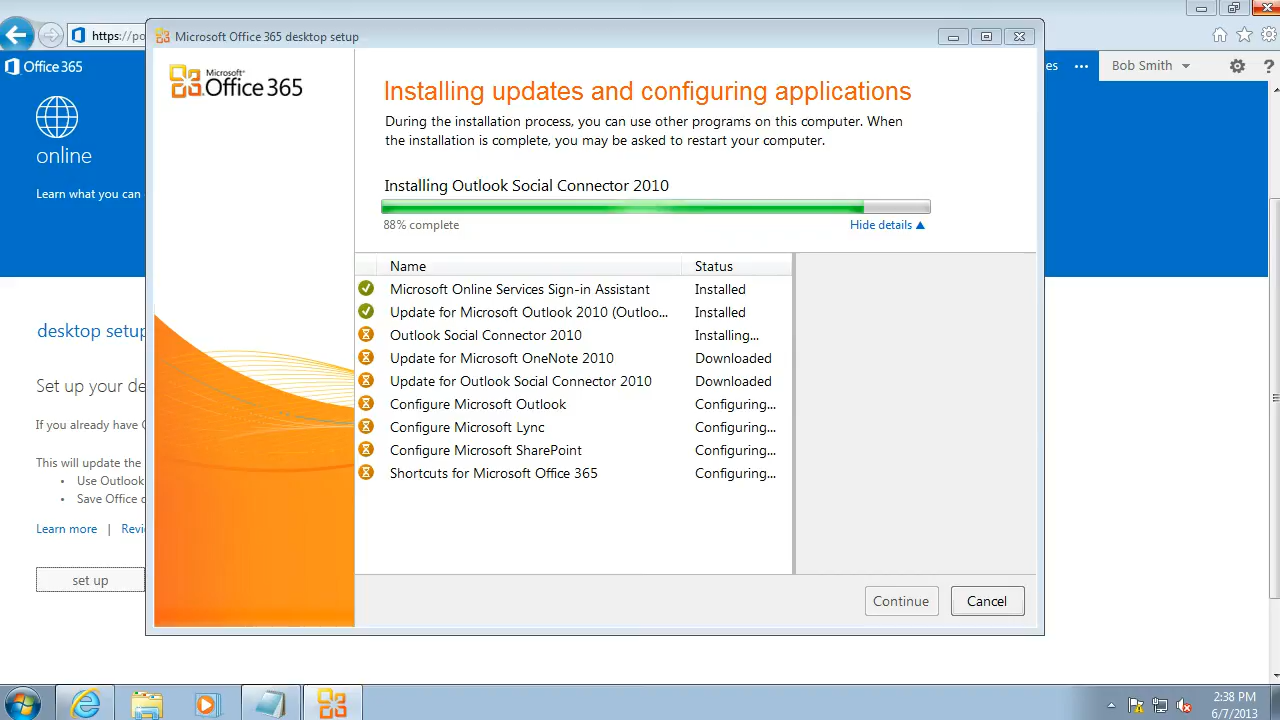 Microsoft Office 365 desktop setup
https://po
Office 365
es ... Bob Smith
online
Learn what you can
desktop setup
Set up your de
If you already have
This will update the
• Use Outlook
• Save Office
Learn more | Revi
set up
Microsoft®
Office 365
Installing updates and configuring applications
During the installation process, you can use other programs on this computer. When
the installation is complete, you may be asked to restart your computer.
Installing Outlook Social Connector 2010
88% complete Hide details
Name Status
Microsoft Online Services Sign-in Assistant Installed
Update for Microsoft Outlook 2010 (Outloo... Installed
Outlook Social Connector 2010 Installing...
Update for Microsoft OneNote 2010 Downloaded
Update for Outlook Social Connector 2010 Downloaded
Configure Microsoft Outlook Configuring...
Configure Microsoft Lync Configuring...
Configure Microsoft SharePoint Configuring...
Shortcuts for Microsoft Office 365 Configuring...
Continue Cancel
2:38 PM
6/7/2013